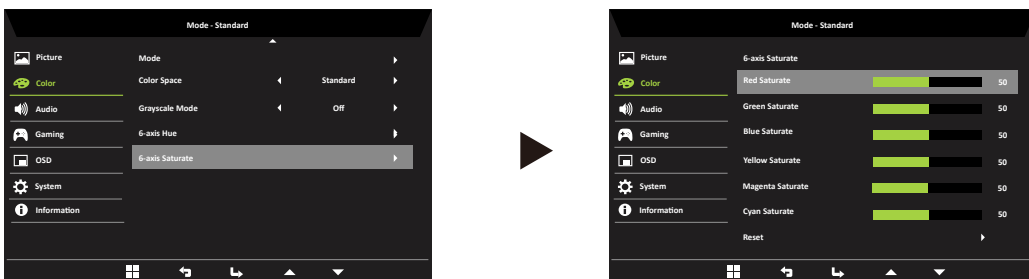 Mode - Standard
Picture
Color
Audio
Gaming
OSD
System
Information
Mode
Color Space Standard
Grayscale Mode Off
6-axis Hue
6-axis Saturate
Mode - Standard
Picture
Color
Audio
Gaming
OSD
System
Information
6-axis Saturate
Red Saturate 50
Green Saturate 50
Blue Saturate 50
Yellow Saturate 50
Magenta Saturate 50
Cyan Saturate 50
Reset